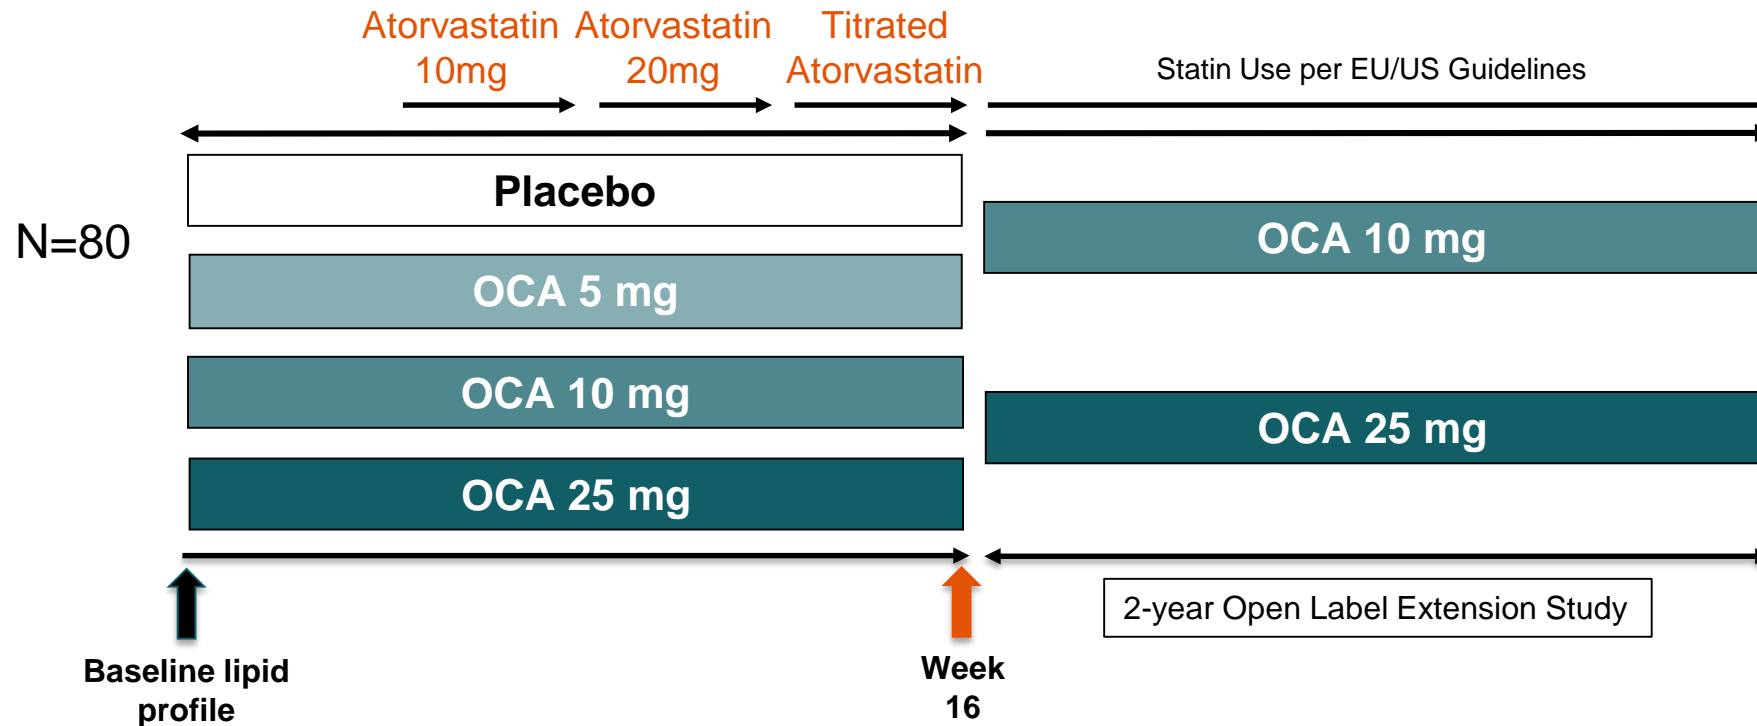 Atorvastatin
10mg
Atorvastatin
20mg
Titrated
Atorvastatin
Statin Use per EU/US Guidelines
N=80
Placebo
OCA 5 mg
OCA 10 mg
OCA 25 mg
OCA 10 mg
OCA 25 mg
Baseline lipid
profile
Week
16
2-year Open Label Extension Study